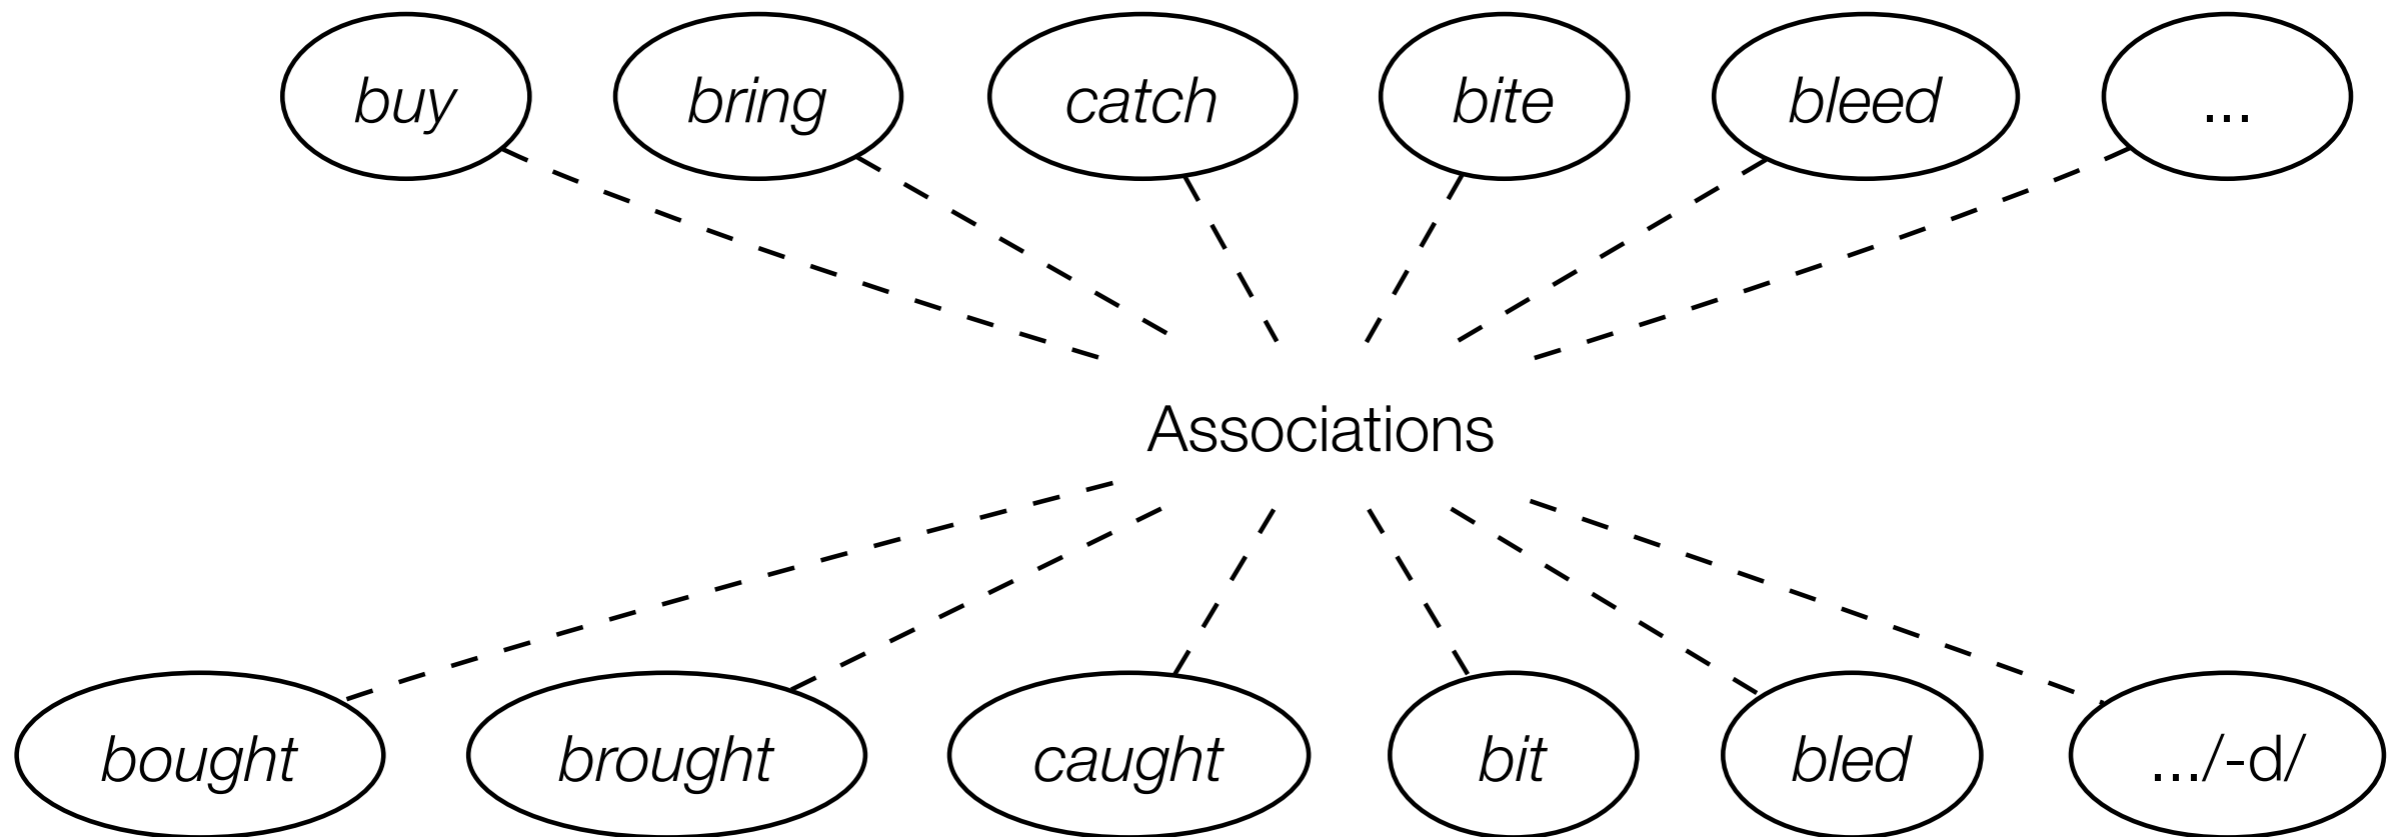 buy bring catch bite bleed ...
Associations
bought brought caught bit bled .../-d/